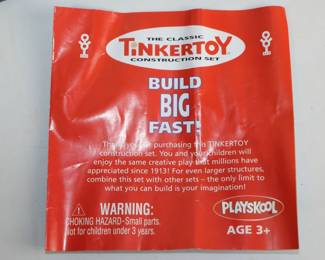 THE CLASSIC
TINKERTOY
CONSTRUCTION SET
BUILD
BIG
FAST!
Thank you for purchasing this TINKERTOY
construction set. You and your children will
enjoy the same creative play that millions have
appreciated since 1913! For even larger structures,
combine this set with other sets – the only limit to
what you can build is your imagination!
WARNING:
CHOKING HAZARD-Small parts.
Not for children under 3 years.
PLAYSKOOL
AGE 3+